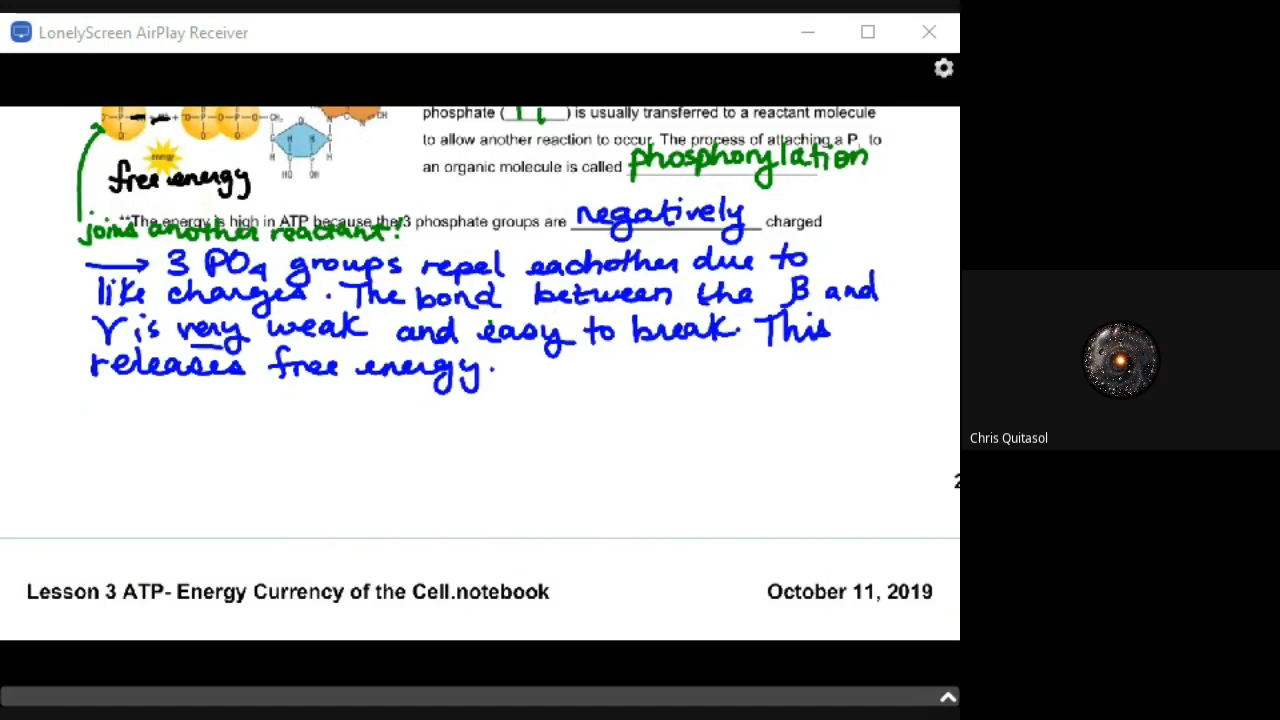 LonelyScreen AirPlay Receiver
phosphate (Pi) is usually transferred to a reactant molecule
to allow another reaction to occur. The process of attaching a Pi to
an organic molecule is called phosphorylation
energy
free energy
**The energy is high in ATP because the 3 phosphate groups are negatively charged
joins another reactant!
→ 3 PO4 groups repel eachother due to
like charges. The bond between the β and
γ is very weak and easy to break. This
releases free energy.
Lesson 3 ATP- Energy Currency of the Cell.notebook
October 11, 2019
Chris Quitasol